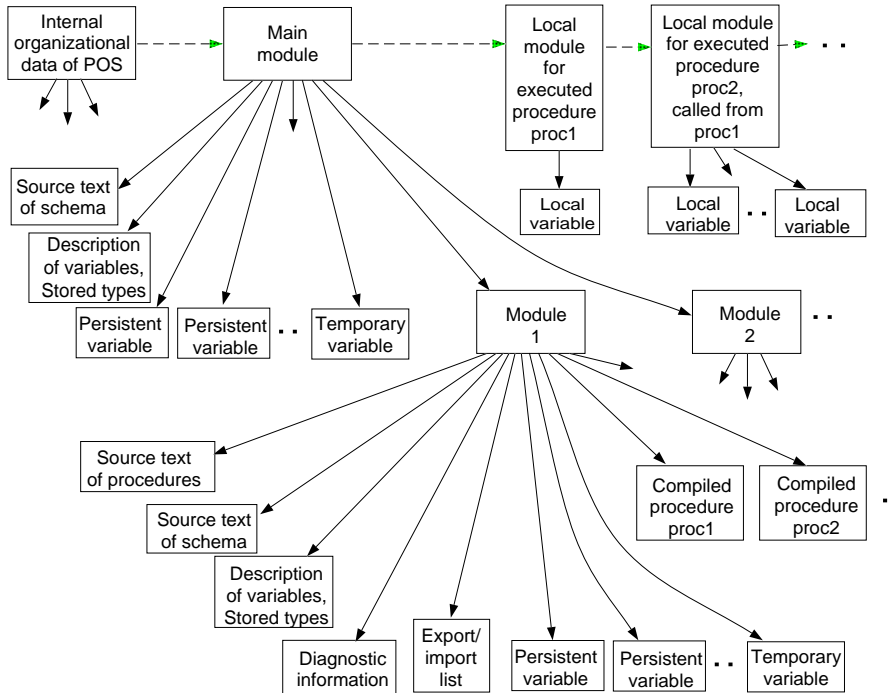 Internal
organizational
data of POS
Main
module
Local
module
for
executed
procedure
proc1
Local module
for executed
procedure
proc2,
called from
proc1
. .
Source text
of schema
Local
variable
Local
variable
. .
Local
variable
Description
of variables,
Stored types
Persistent
variable
Persistent
variable
. .
Temporary
variable
Module
1
Module
2
. .
Source text
of procedures
Source text
of schema
Description
of variables,
Stored types
Compiled
procedure
proc1
Compiled
procedure
proc2
.
Diagnostic
information
Export/
import
list
Persistent
variable
Persistent
variable
. .
Temporary
variable